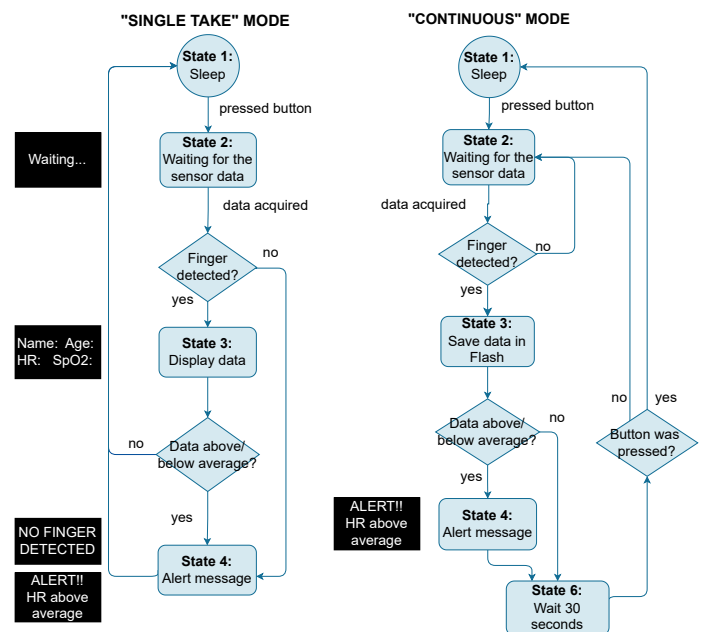 "SINGLE TAKE" MODE
State 1:
Sleep
pressed button
Waiting...
State 2:
Waiting for the
sensor data
data acquired
Finger
detected?
no
yes
Name: Age:
HR: SpO2:
State 3:
Display data
no
Data above/
below average?
yes
NO FINGER
DETECTED
ALERT!!
HR above
average
State 4:
Alert message
"CONTINUOUS" MODE
State 1:
Sleep
pressed button
State 2:
Waiting for the
sensor data
data acquired
Finger
detected?
no
yes
State 3:
Save data in
Flash
Data above/
below average?
no
yes
ALERT!!
HR above
average
State 4:
Alert message
State 6:
Wait 30
seconds
no
yes
Button was
pressed?